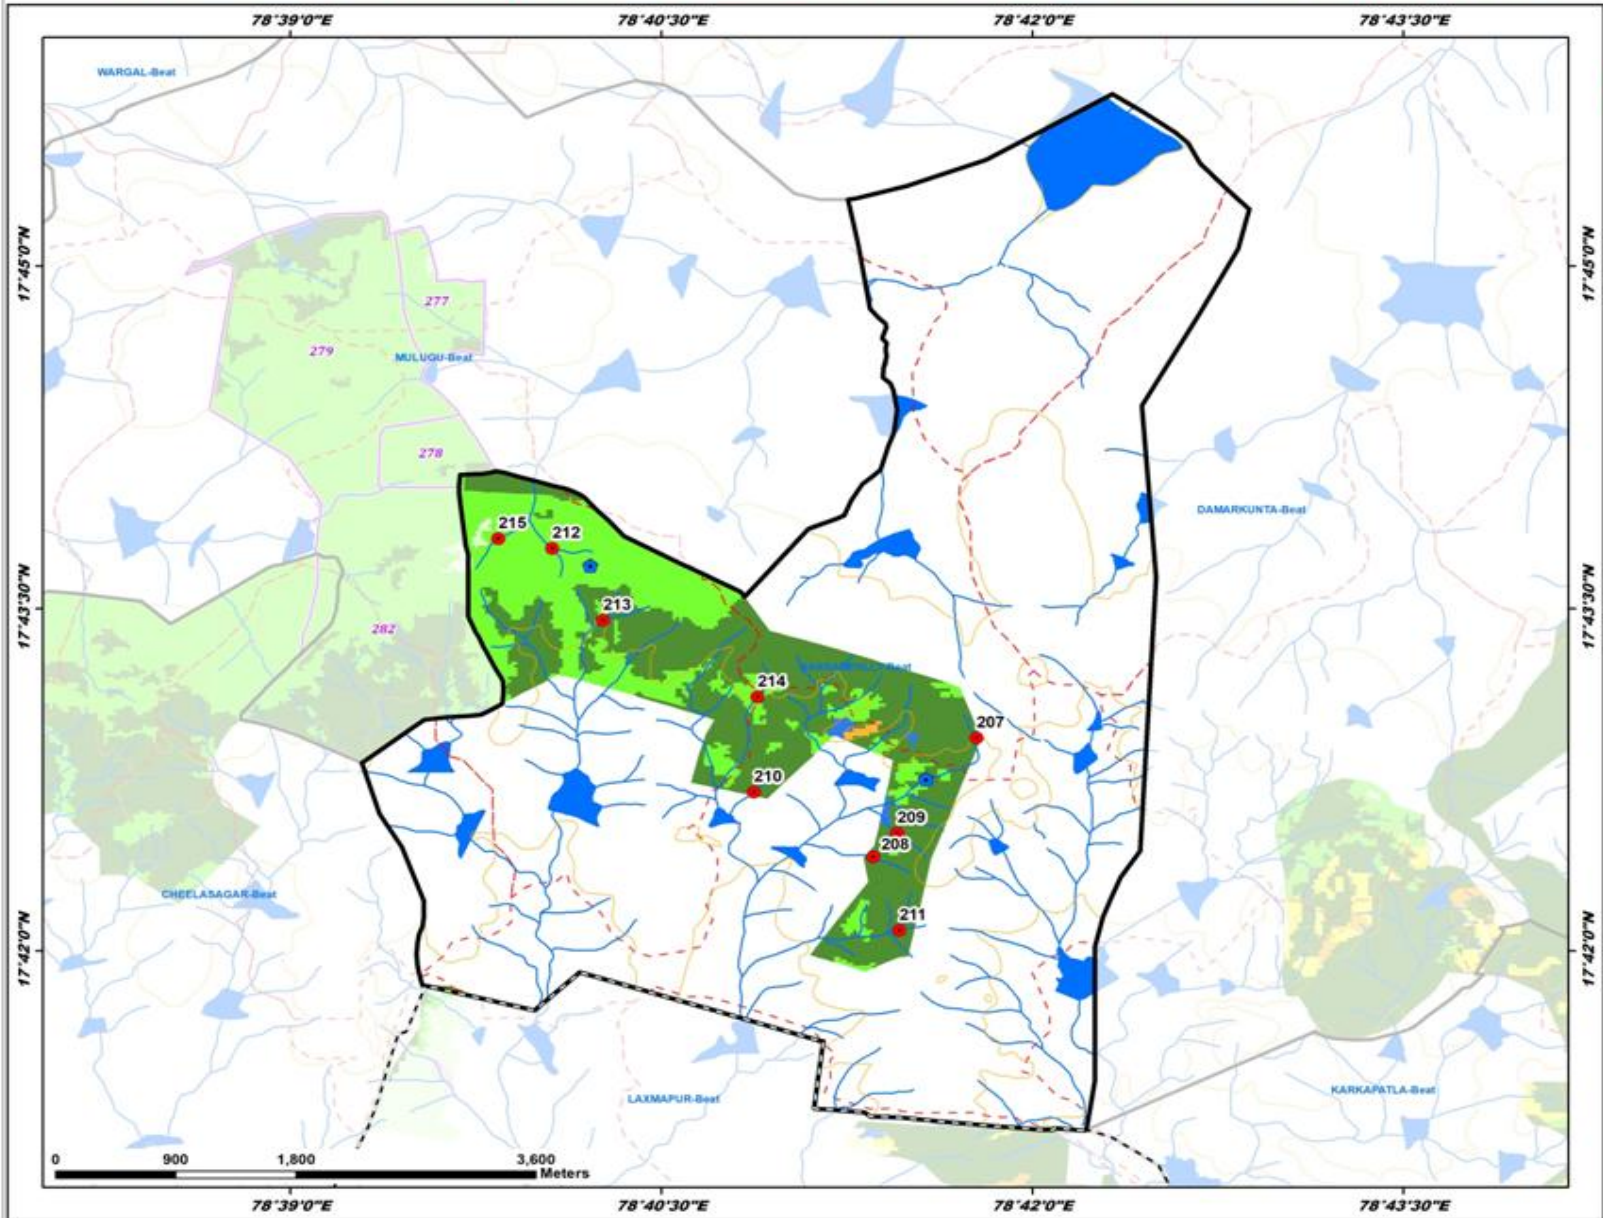 78°39'0"E 78°40'30"E 78°42'0"E 78°43'30"E
WARGAL-Beat
17°45'0"N 17°45'0"N
277
279
MULUGU-Beat
278
DAMARKUNTA-Beat
215
212
17°43'30"N 17°43'30"N
213
282
214
207
210
209
208
CHEELASAGAR-Beat
211
17°42'0"N 17°42'0"N
KARKAPATLA-Beat
LAXMAPUR-Beat
0 900 1,800 3,600
Meters
78°39'0"E 78°40'30"E 78°42'0"E 78°43'30"E